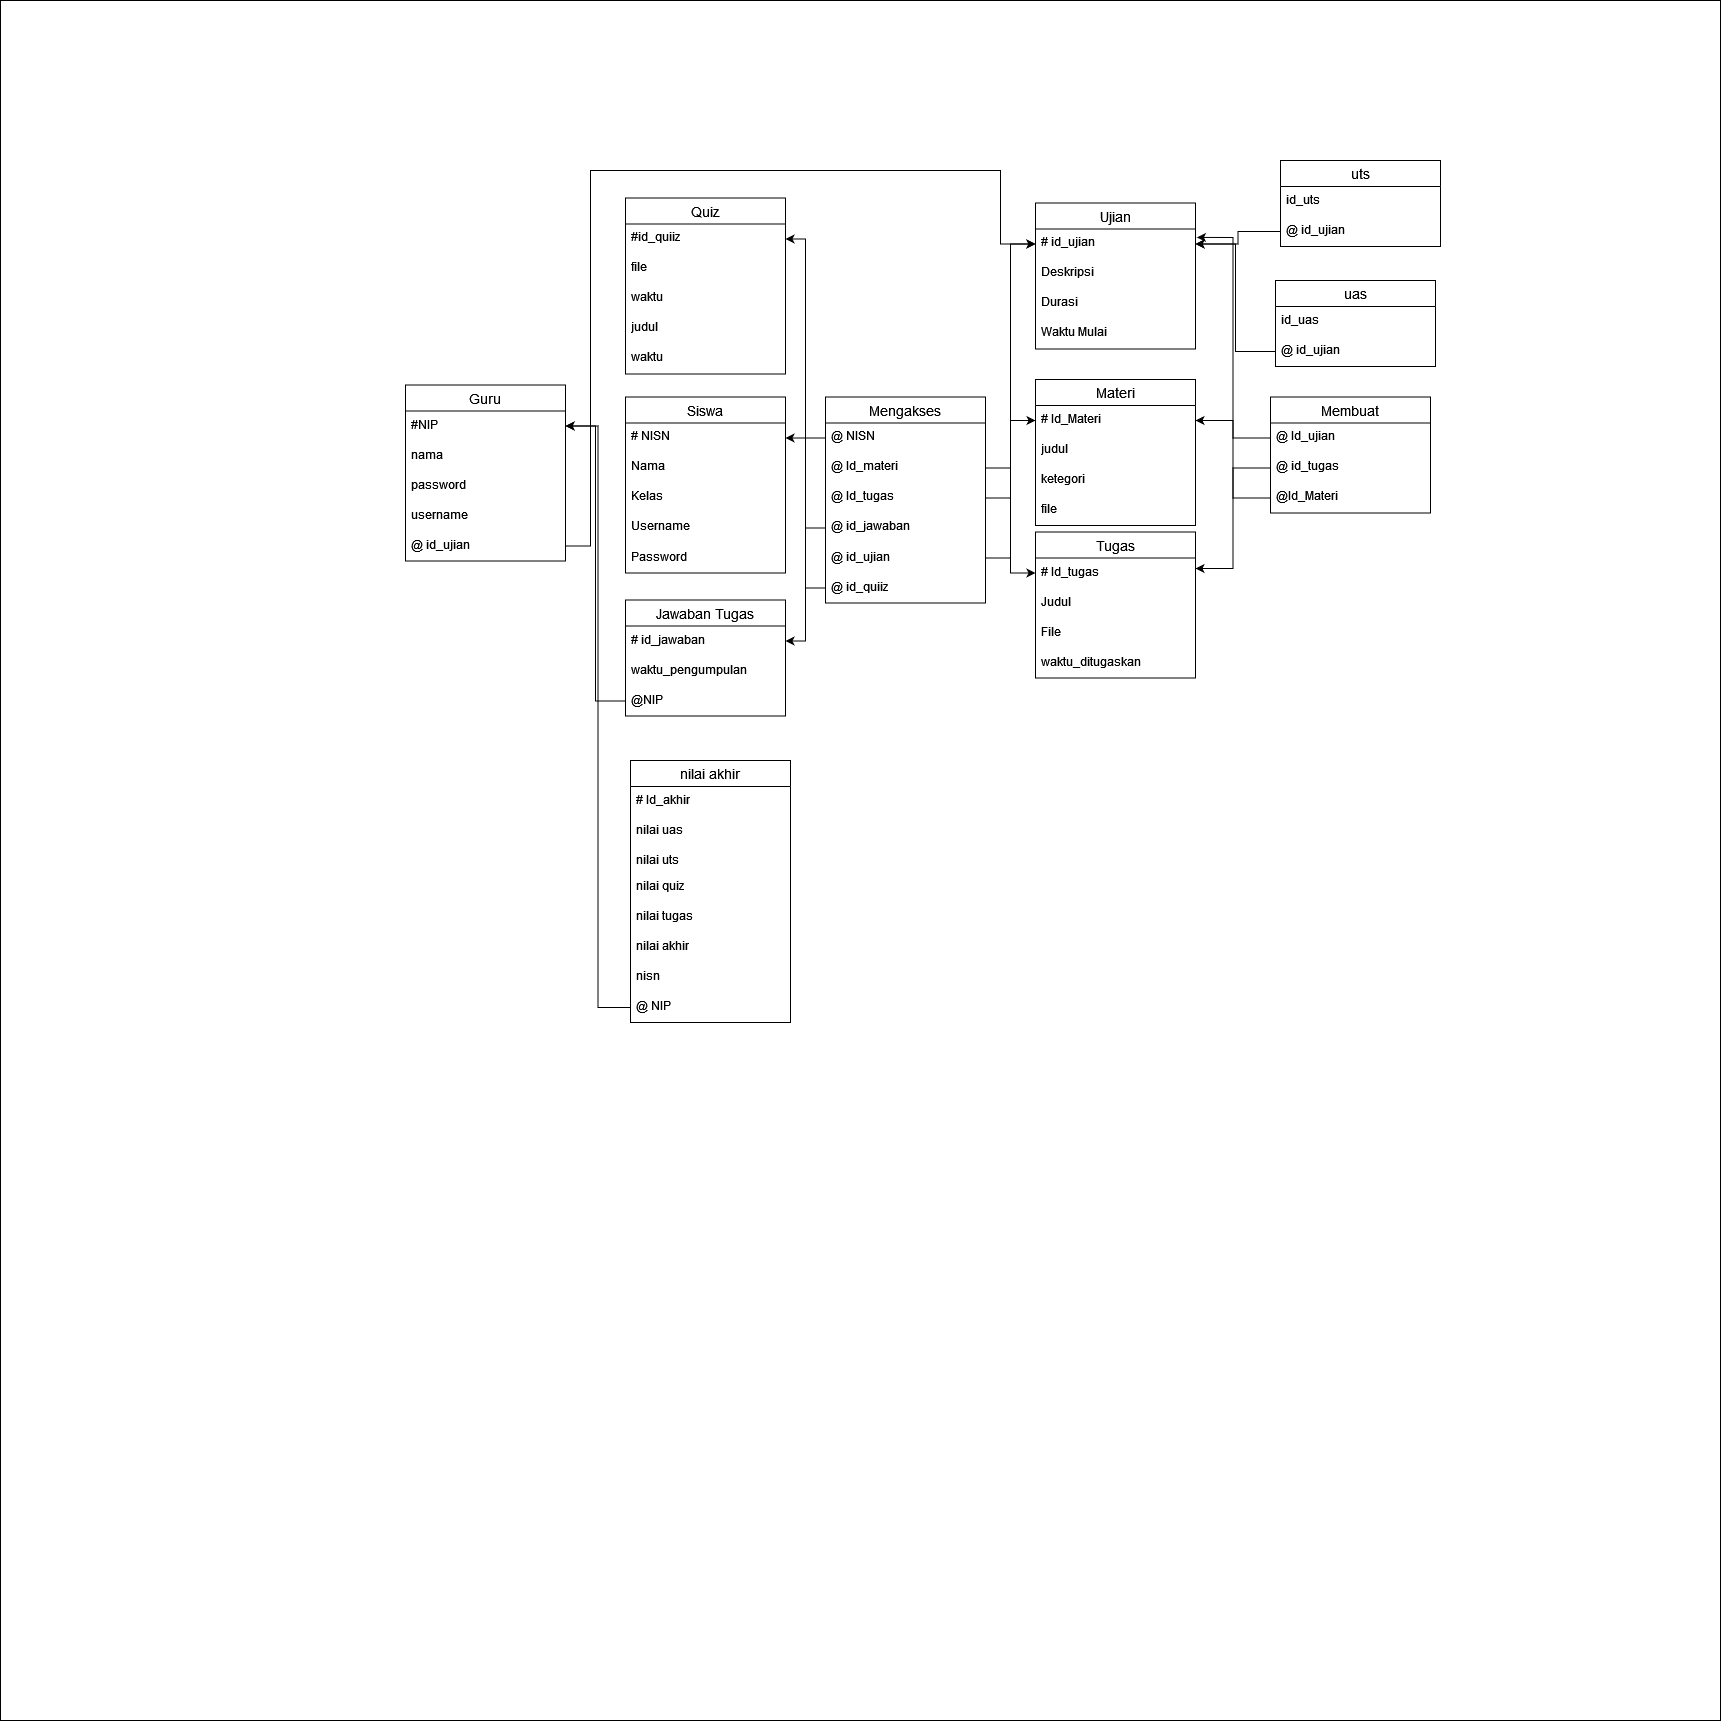 Guru
#NIP
nama
password
username
@ id_ujian
Quiz
#id_quiiz
file
waktu
judul
waktu
Siswa
# NISN
Nama
Kelas
Username
Password
Jawaban Tugas
# id_jawaban
waktu_pengumpulan
@NIP
nilai akhir
# Id_akhir
nilai uas
nilai uts
nilai quiz
nilai tugas
nilai akhir
nisn
@ NIP
Mengakses
@ NISN
@ Id_materi
@ Id_tugas
@ id_jawaban
@ id_ujian
@ id_quiiz
Ujian
# id_ujian
Deskripsi
Durasi
Waktu Mulai
Materi
# Id_Materi
judul
ketegori
file
Tugas
# Id_tugas
Judul
File
waktu_ditugaskan
uts
id_uts
@ id_ujian
uas
id_uas
@ id_ujian
Membuat
@ Id_ujian
@ id_tugas
@Id_Materi